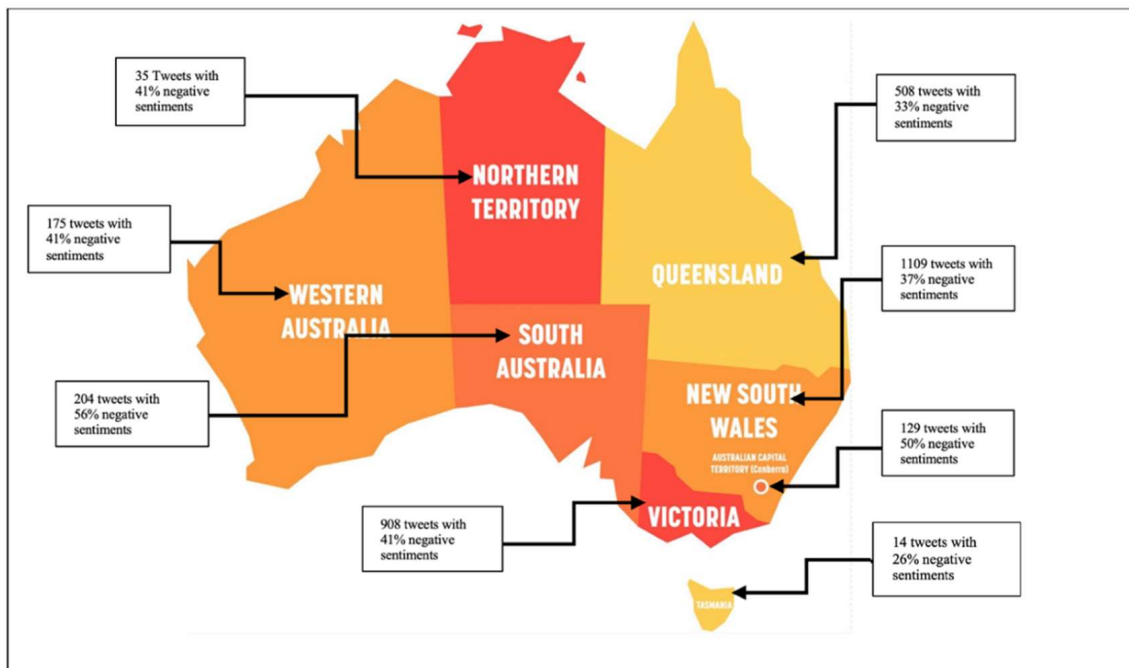 35 Tweets with
41% negative
sentiments
508 tweets with
33% negative
sentiments
NORTHERN
TERRITORY
175 tweets with
41% negative
sentiments
QUEENSLAND
1109 tweets with
37% negative
sentiments
WESTERN
AUSTRALIA
SOUTH
AUSTRALIA
204 tweets with
56% negative
sentiments
NEW SOUTH
WALES
129 tweets with
50% negative
sentiments
AUSTRALIAN CAPITAL
TERRITORY (Canberra)
VICTORIA
908 tweets with
41% negative
sentiments
14 tweets with
26% negative
sentiments
TASMANIA